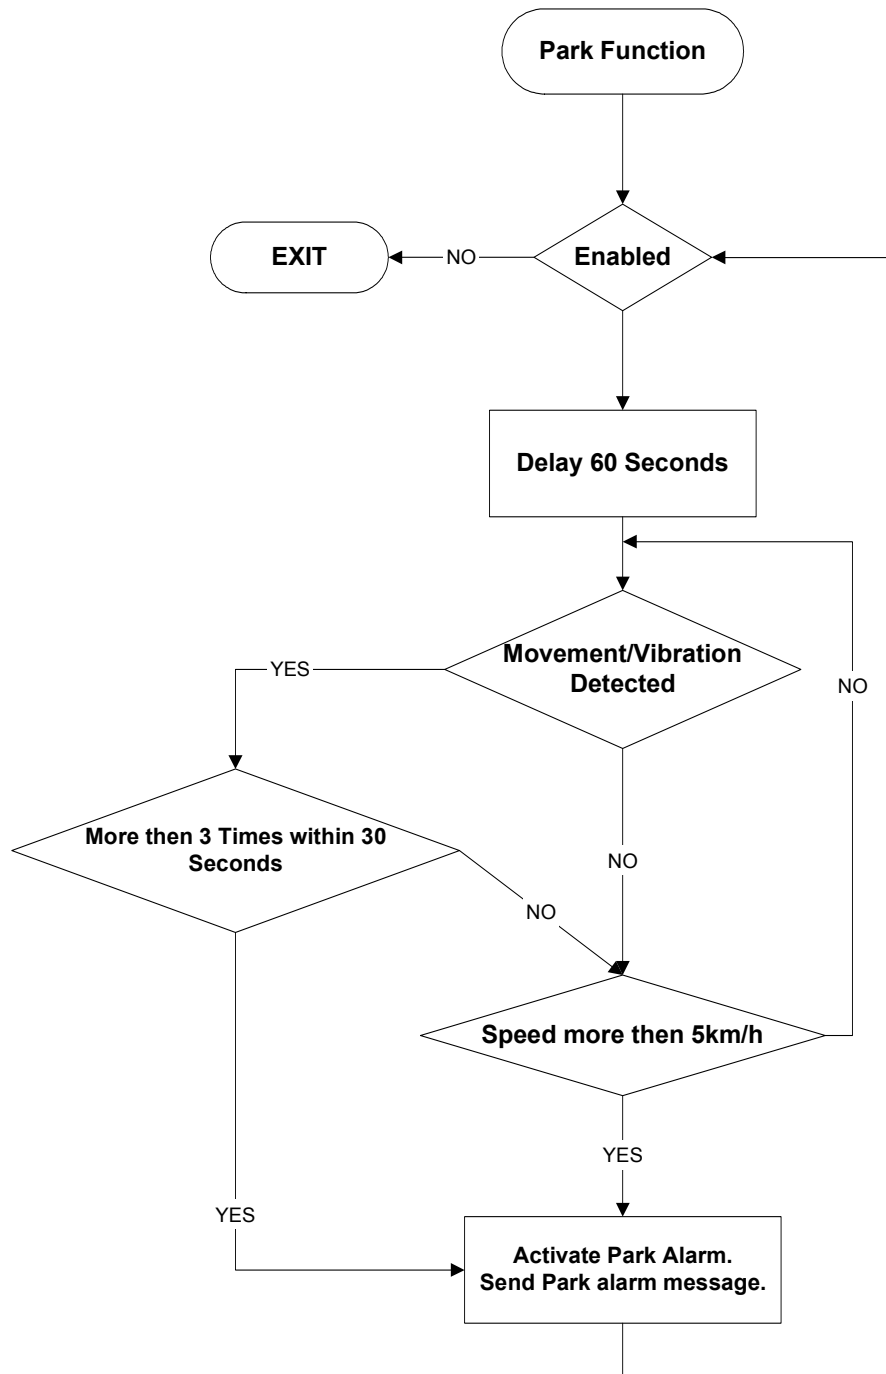 Park Function
EXIT
NO
Enabled
Delay 60 Seconds
Movement/Vibration
Detected
YES
NO
More then 3 Times within 30
Seconds
NO
NO
Speed more then 5km/h
YES
YES
Activate Park Alarm.
Send Park alarm message.